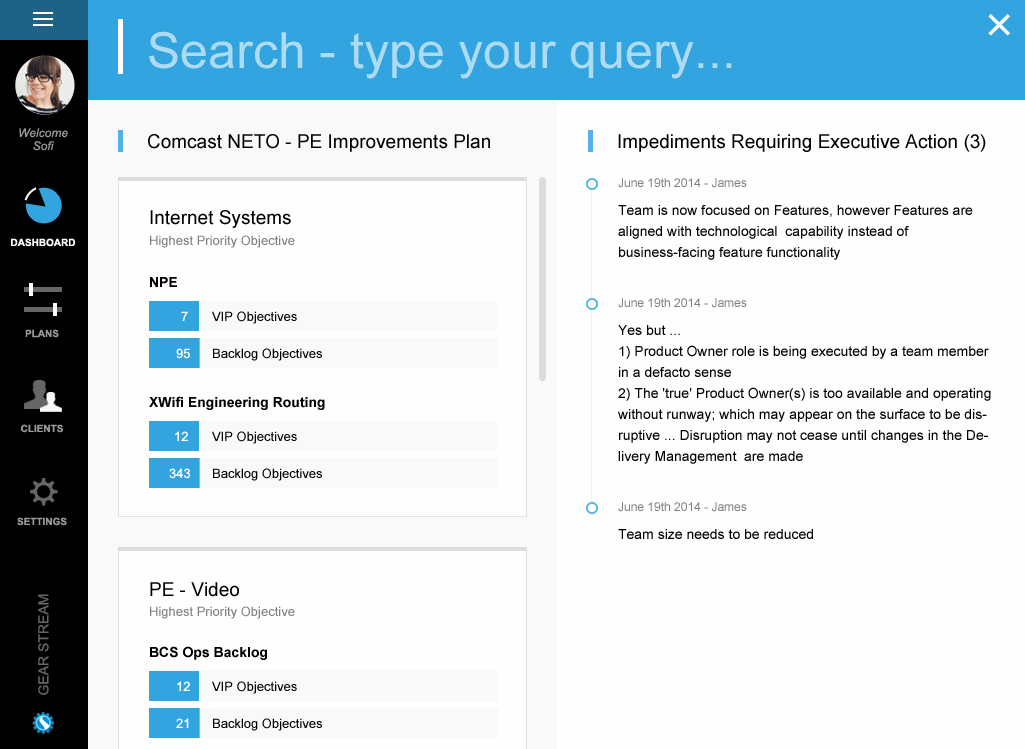 Search - type your query...
Welcome
Sofi
DASHBOARD
PLANS
CLIENTS
SETTINGS
GEAR STREAM
Comcast NETO - PE Improvements Plan
Internet Systems
Highest Priority Objective
NPE
7 VIP Objectives
95 Backlog Objectives
XWifi Engineering Routing
12 VIP Objectives
343 Backlog Objectives
PE - Video
Highest Priority Objective
BCS Ops Backlog
12 VIP Objectives
21 Backlog Objectives
Impediments Requiring Executive Action (3)
June 19th 2014 - James
Team is now focused on Features, however Features are
aligned with technological  capability instead of
business-facing feature functionality
June 19th 2014 - James
Yes but ...
1) Product Owner role is being executed by a team member
in a defacto sense
2) The 'true' Product Owner(s) is too available and operating
without runway; which may appear on the surface to be dis-
ruptive ... Disruption may not cease until changes in the De-
livery Management  are made
June 19th 2014 - James
Team size needs to be reduced